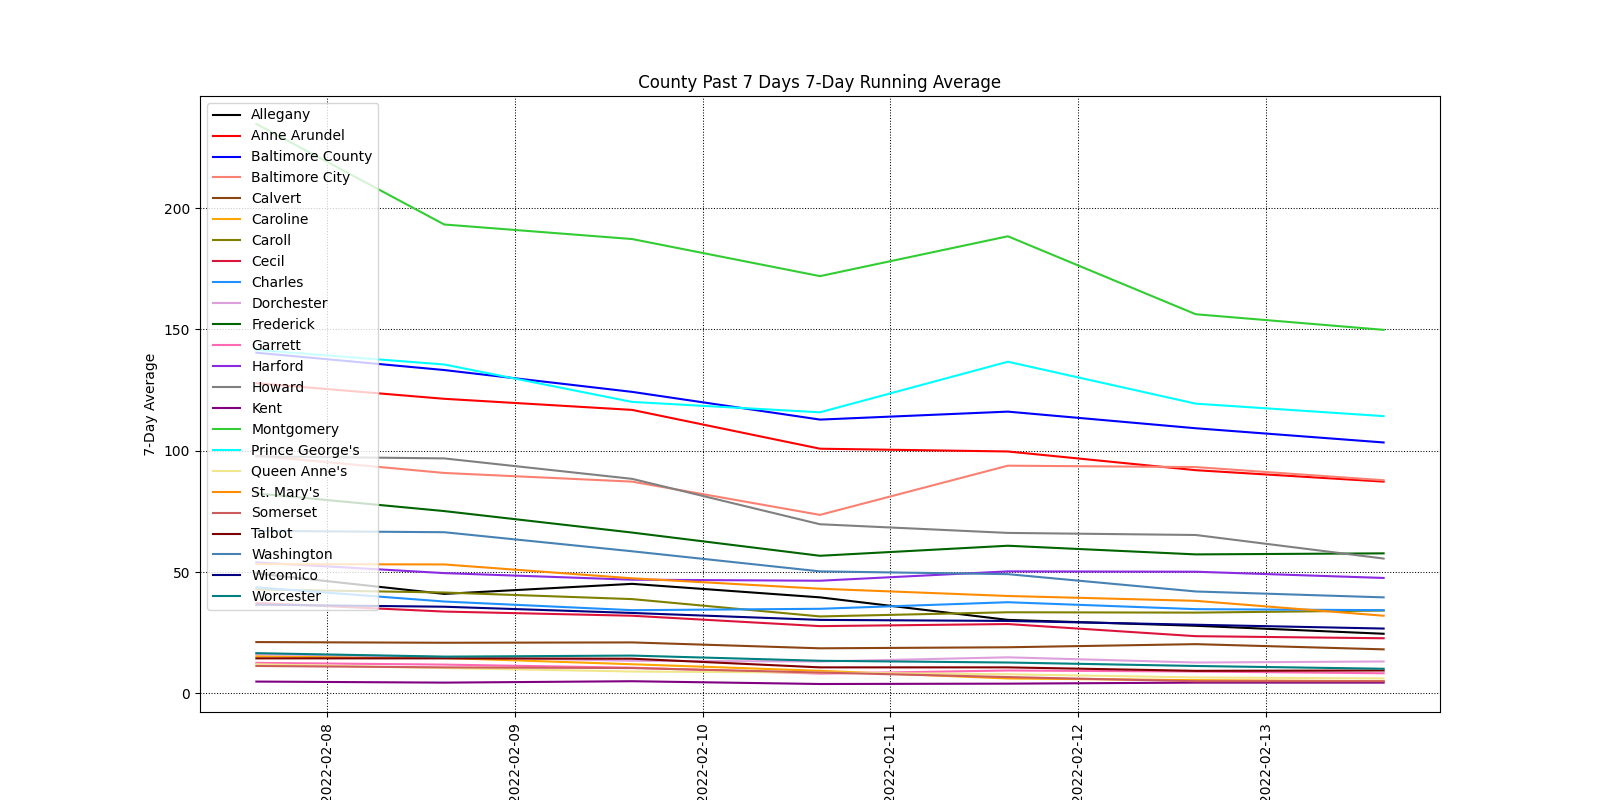 County Past 7 Days 7-Day Running Average
Allegany
Anne Arundel
Baltimore County
Baltimore City
Calvert
Caroline
Caroll
Cecil
Charles
Dorchester
Frederick
Garrett
Harford
Howard
Kent
Montgomery
Prince George's
Queen Anne's
St. Mary's
Somerset
Talbot
Washington
Wicomico
Worcester
7-Day Average
200
150
100
50
0
2022-02-08
2022-02-09
2022-02-10
2022-02-11
2022-02-12
2022-02-13